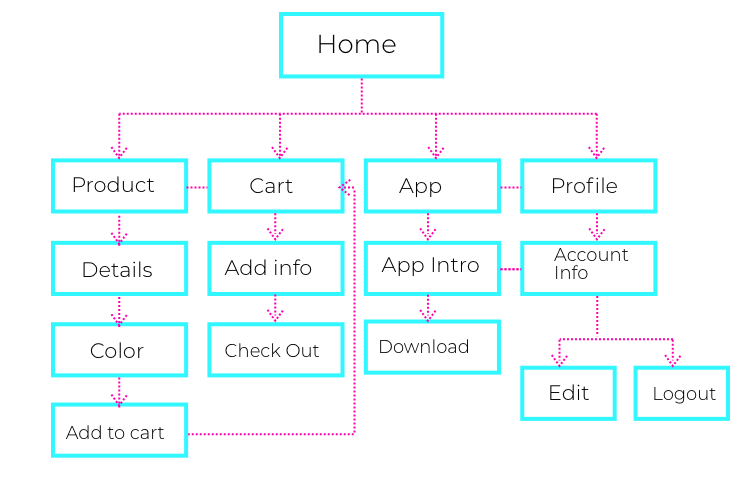 Home
Product
Cart
App
Profile
Details
Add info
App Intro
Account
Info
Color
Check Out
Download
Edit
Logout
Add to cart